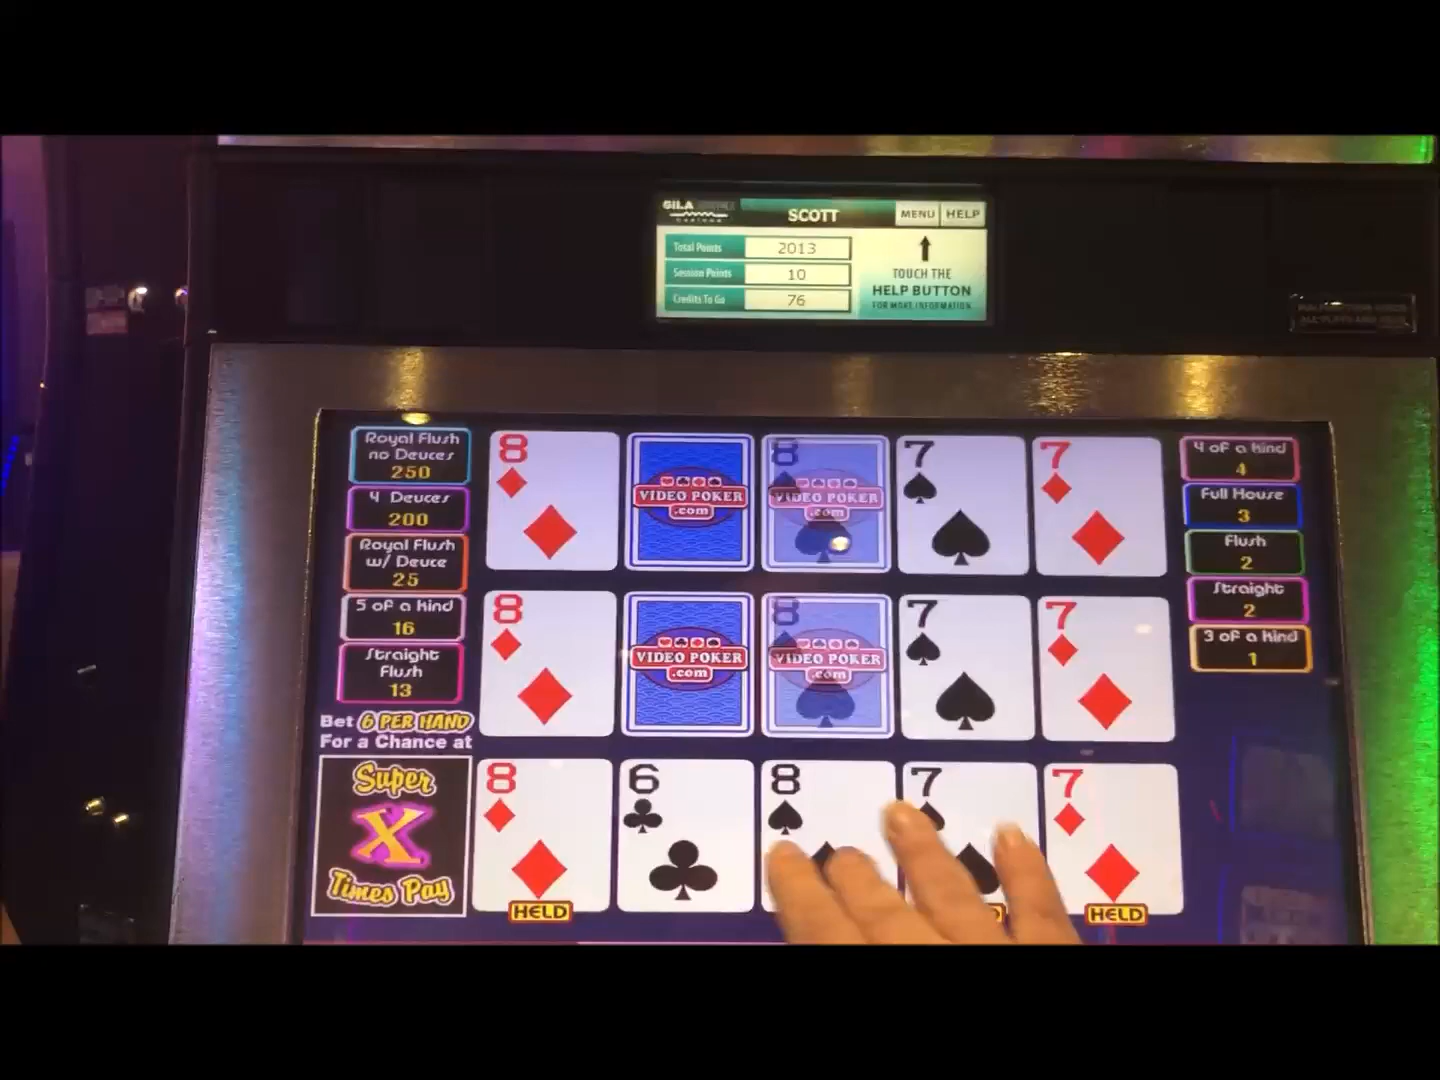 GILA
SCOTT
MENU
HELP
Total Points
2013
Session Points
10
Credits To Go
76
TOUCH THE
HELP BUTTON
FOR MORE INFORMATION
Royal Flush
no Deuces
250
4 Deuces
200
Royal Flush
w/ Deuce
25
5 of a Kind
16
Straight
Flush
13
Bet 6 PER HAND
For a Chance at
Super
X
Times Pay
8
VIDEO POKER
.com
8
VIDEO POKER
.com
7
7
8
VIDEO POKER
.com
8
VIDEO POKER
.com
7
7
8
6
8
7
7
HELD
HELD
4 of a Kind
4
Full House
3
Flush
2
Straight
2
3 of a Kind
1